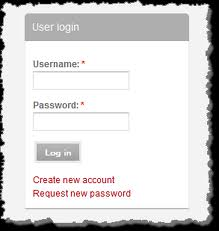 User login
Username: *
Password: *
Log in
Create new account
Request new password